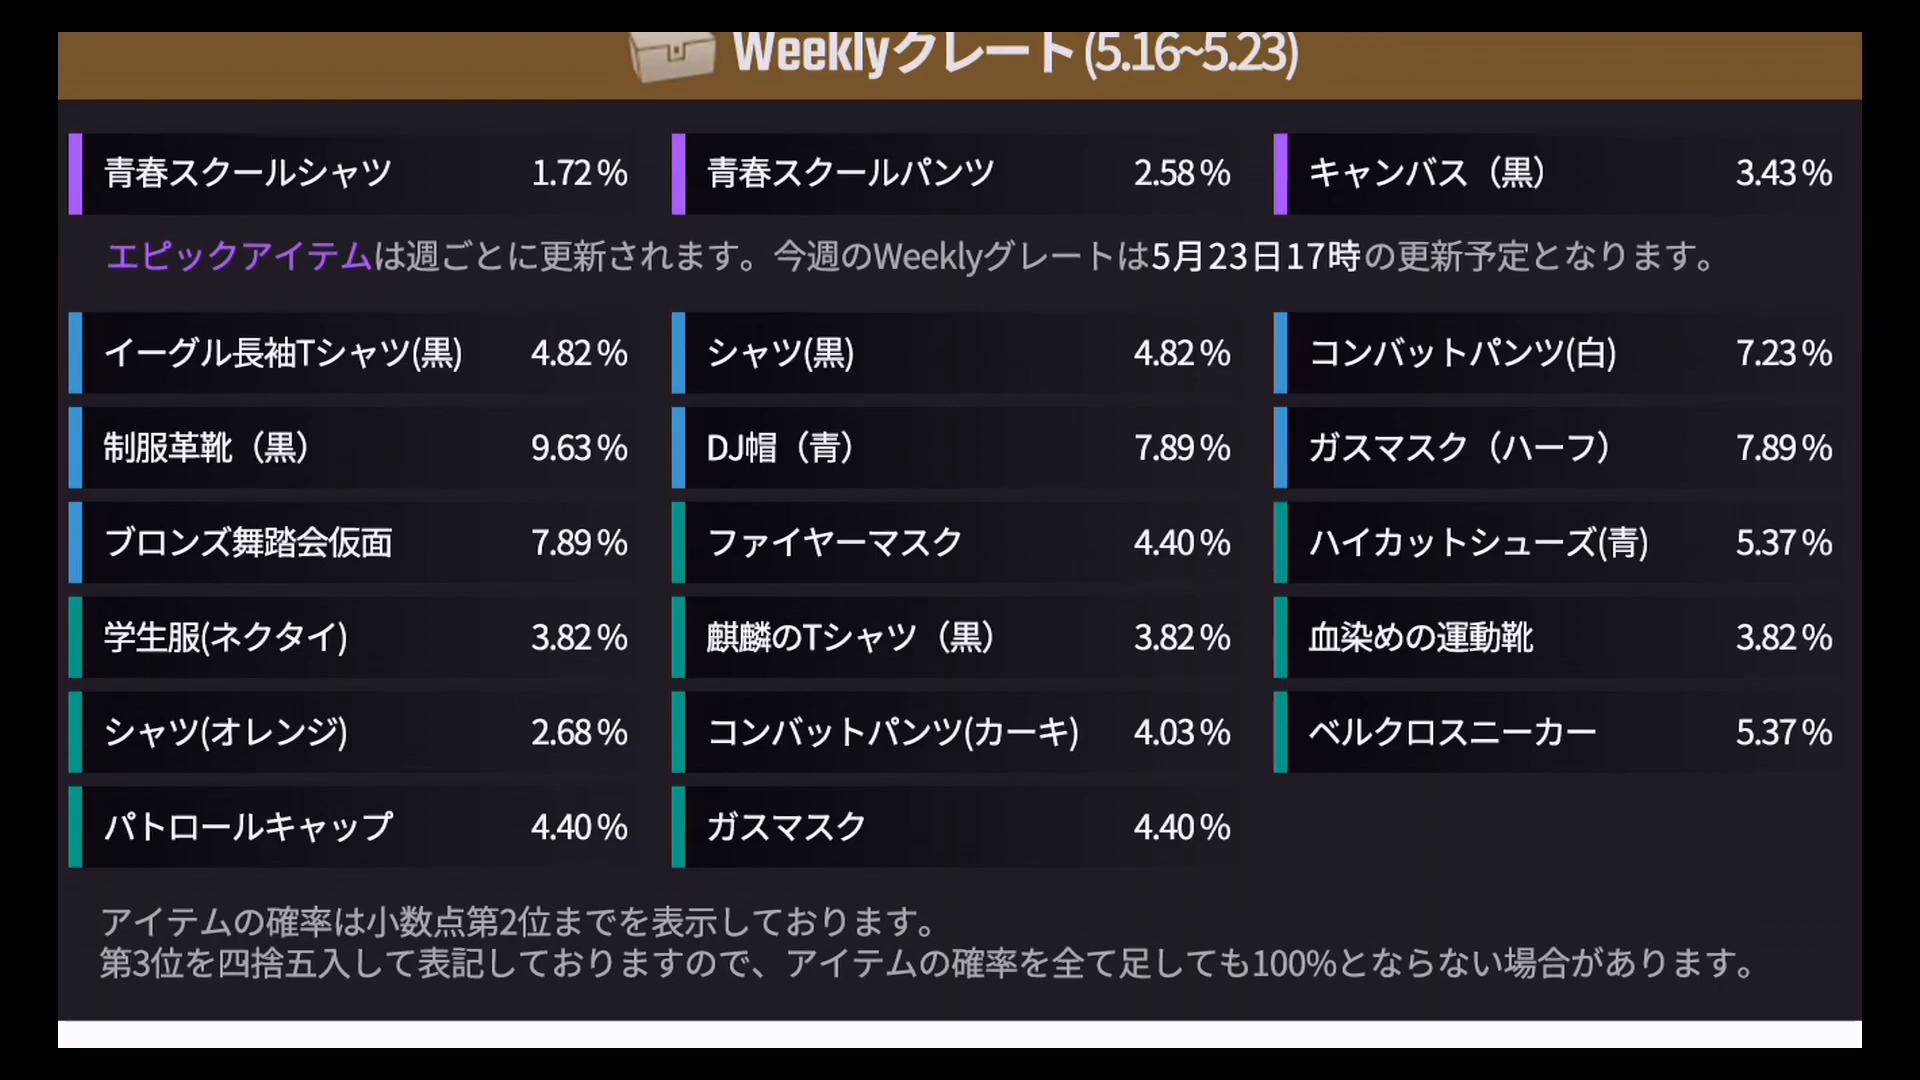 Weeklyクレート(5.16~5.23)
青春スクールシャツ 1.72% 青春スクールパンツ 2.58% キャンバス（黒） 3.43%
エピックアイテムは週ごとに更新されます。今週のWeeklyグレートは5月23日17時の更新予定となります。
イーグル長袖Tシャツ(黒) 4.82% シャツ(黒) 4.82% コンバットパンツ(白) 7.23%
制服革靴（黒） 9.63% DJ帽（青） 7.89% ガスマスク（ハーフ） 7.89%
ブロンズ舞踏会仮面 7.89% ファイヤーマスク 4.40% ハイカットシューズ(青) 5.37%
学生服(ネクタイ) 3.82% 麒麟のTシャツ（黒） 3.82% 血染めの運動靴 3.82%
シャツ(オレンジ) 2.68% コンバットパンツ(カーキ) 4.03% ベルクロスニーカー 5.37%
パトロールキャップ 4.40% ガスマスク 4.40%
アイテムの確率は小数点第2位までを表示しております。
第3位を四捨五入して表記しておりますので、アイテムの確率を全て足しても100%とならない場合があります。